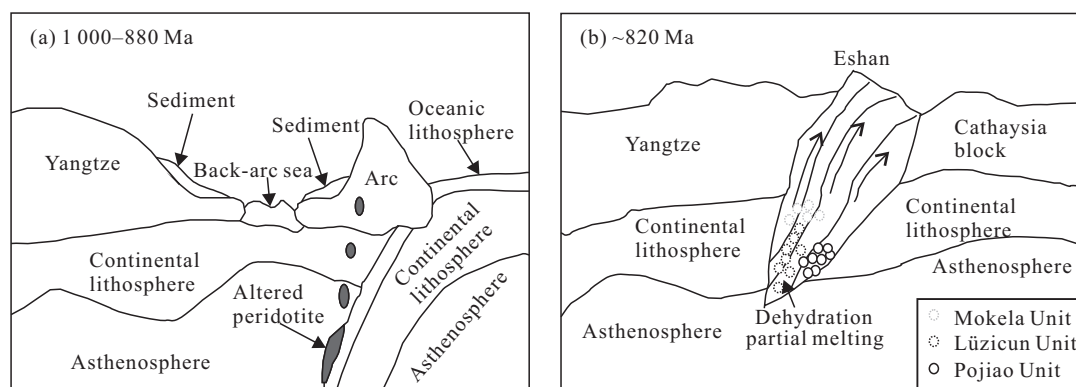 (a) 1 000–880 Ma
Sediment
Sediment
Oceanic
lithosphere
Yangtze
Back-arc sea
Arc
Continental
lithosphere
Continental
lithosphere
Altered
peridotite
Asthenosphere
Asthenosphere
(b) ~820 Ma
Eshan
Yangtze
Cathaysia
block
Continental
lithosphere
Continental
lithosphere
Asthenosphere
Asthenosphere
Dehydration
partial melting
Mokela Unit
Lüzicun Unit
Pojiao Unit